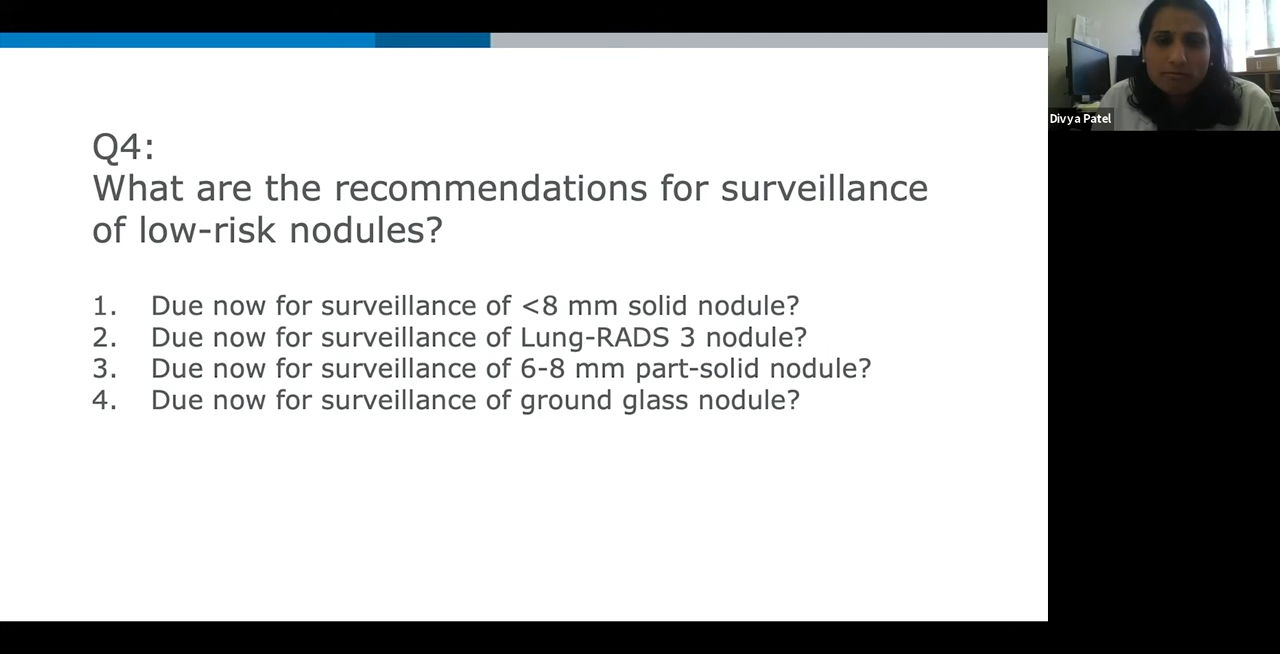 Q4:
What are the recommendations for surveillance
of low-risk nodules?
1. Due now for surveillance of <8 mm solid nodule?
2. Due now for surveillance of Lung-RADS 3 nodule?
3. Due now for surveillance of 6-8 mm part-solid nodule?
4. Due now for surveillance of ground glass nodule?
Divya Patel